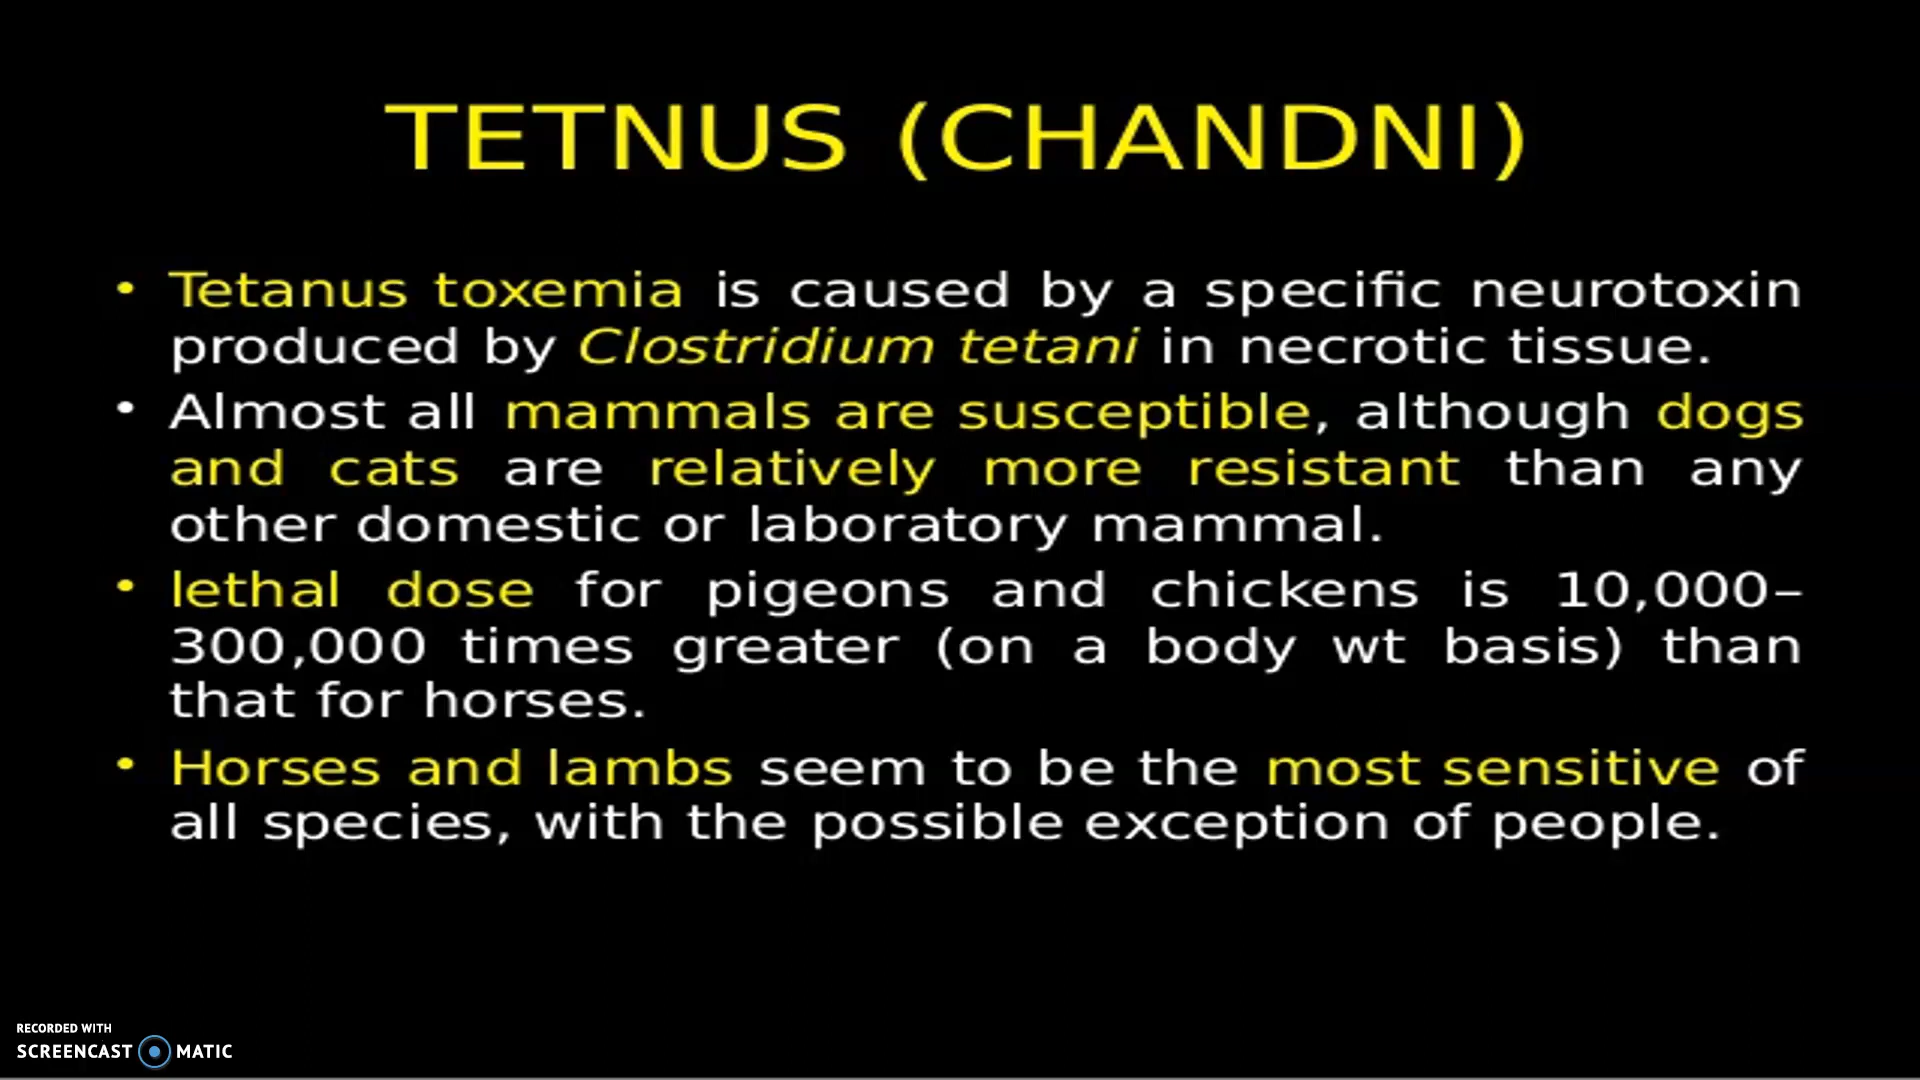 TETNUS (CHANDNI)
• Tetanus toxemia is caused by a specific neurotoxin
produced by Clostridium tetani in necrotic tissue.
• Almost all mammals are susceptible, although dogs
and cats are relatively more resistant than any
other domestic or laboratory mammal.
• lethal dose for pigeons and chickens is 10,000–
300,000 times greater (on a body wt basis) than
that for horses.
• Horses and lambs seem to be the most sensitive of
all species, with the possible exception of people.
RECORDED WITH
SCREENCAST MATIC